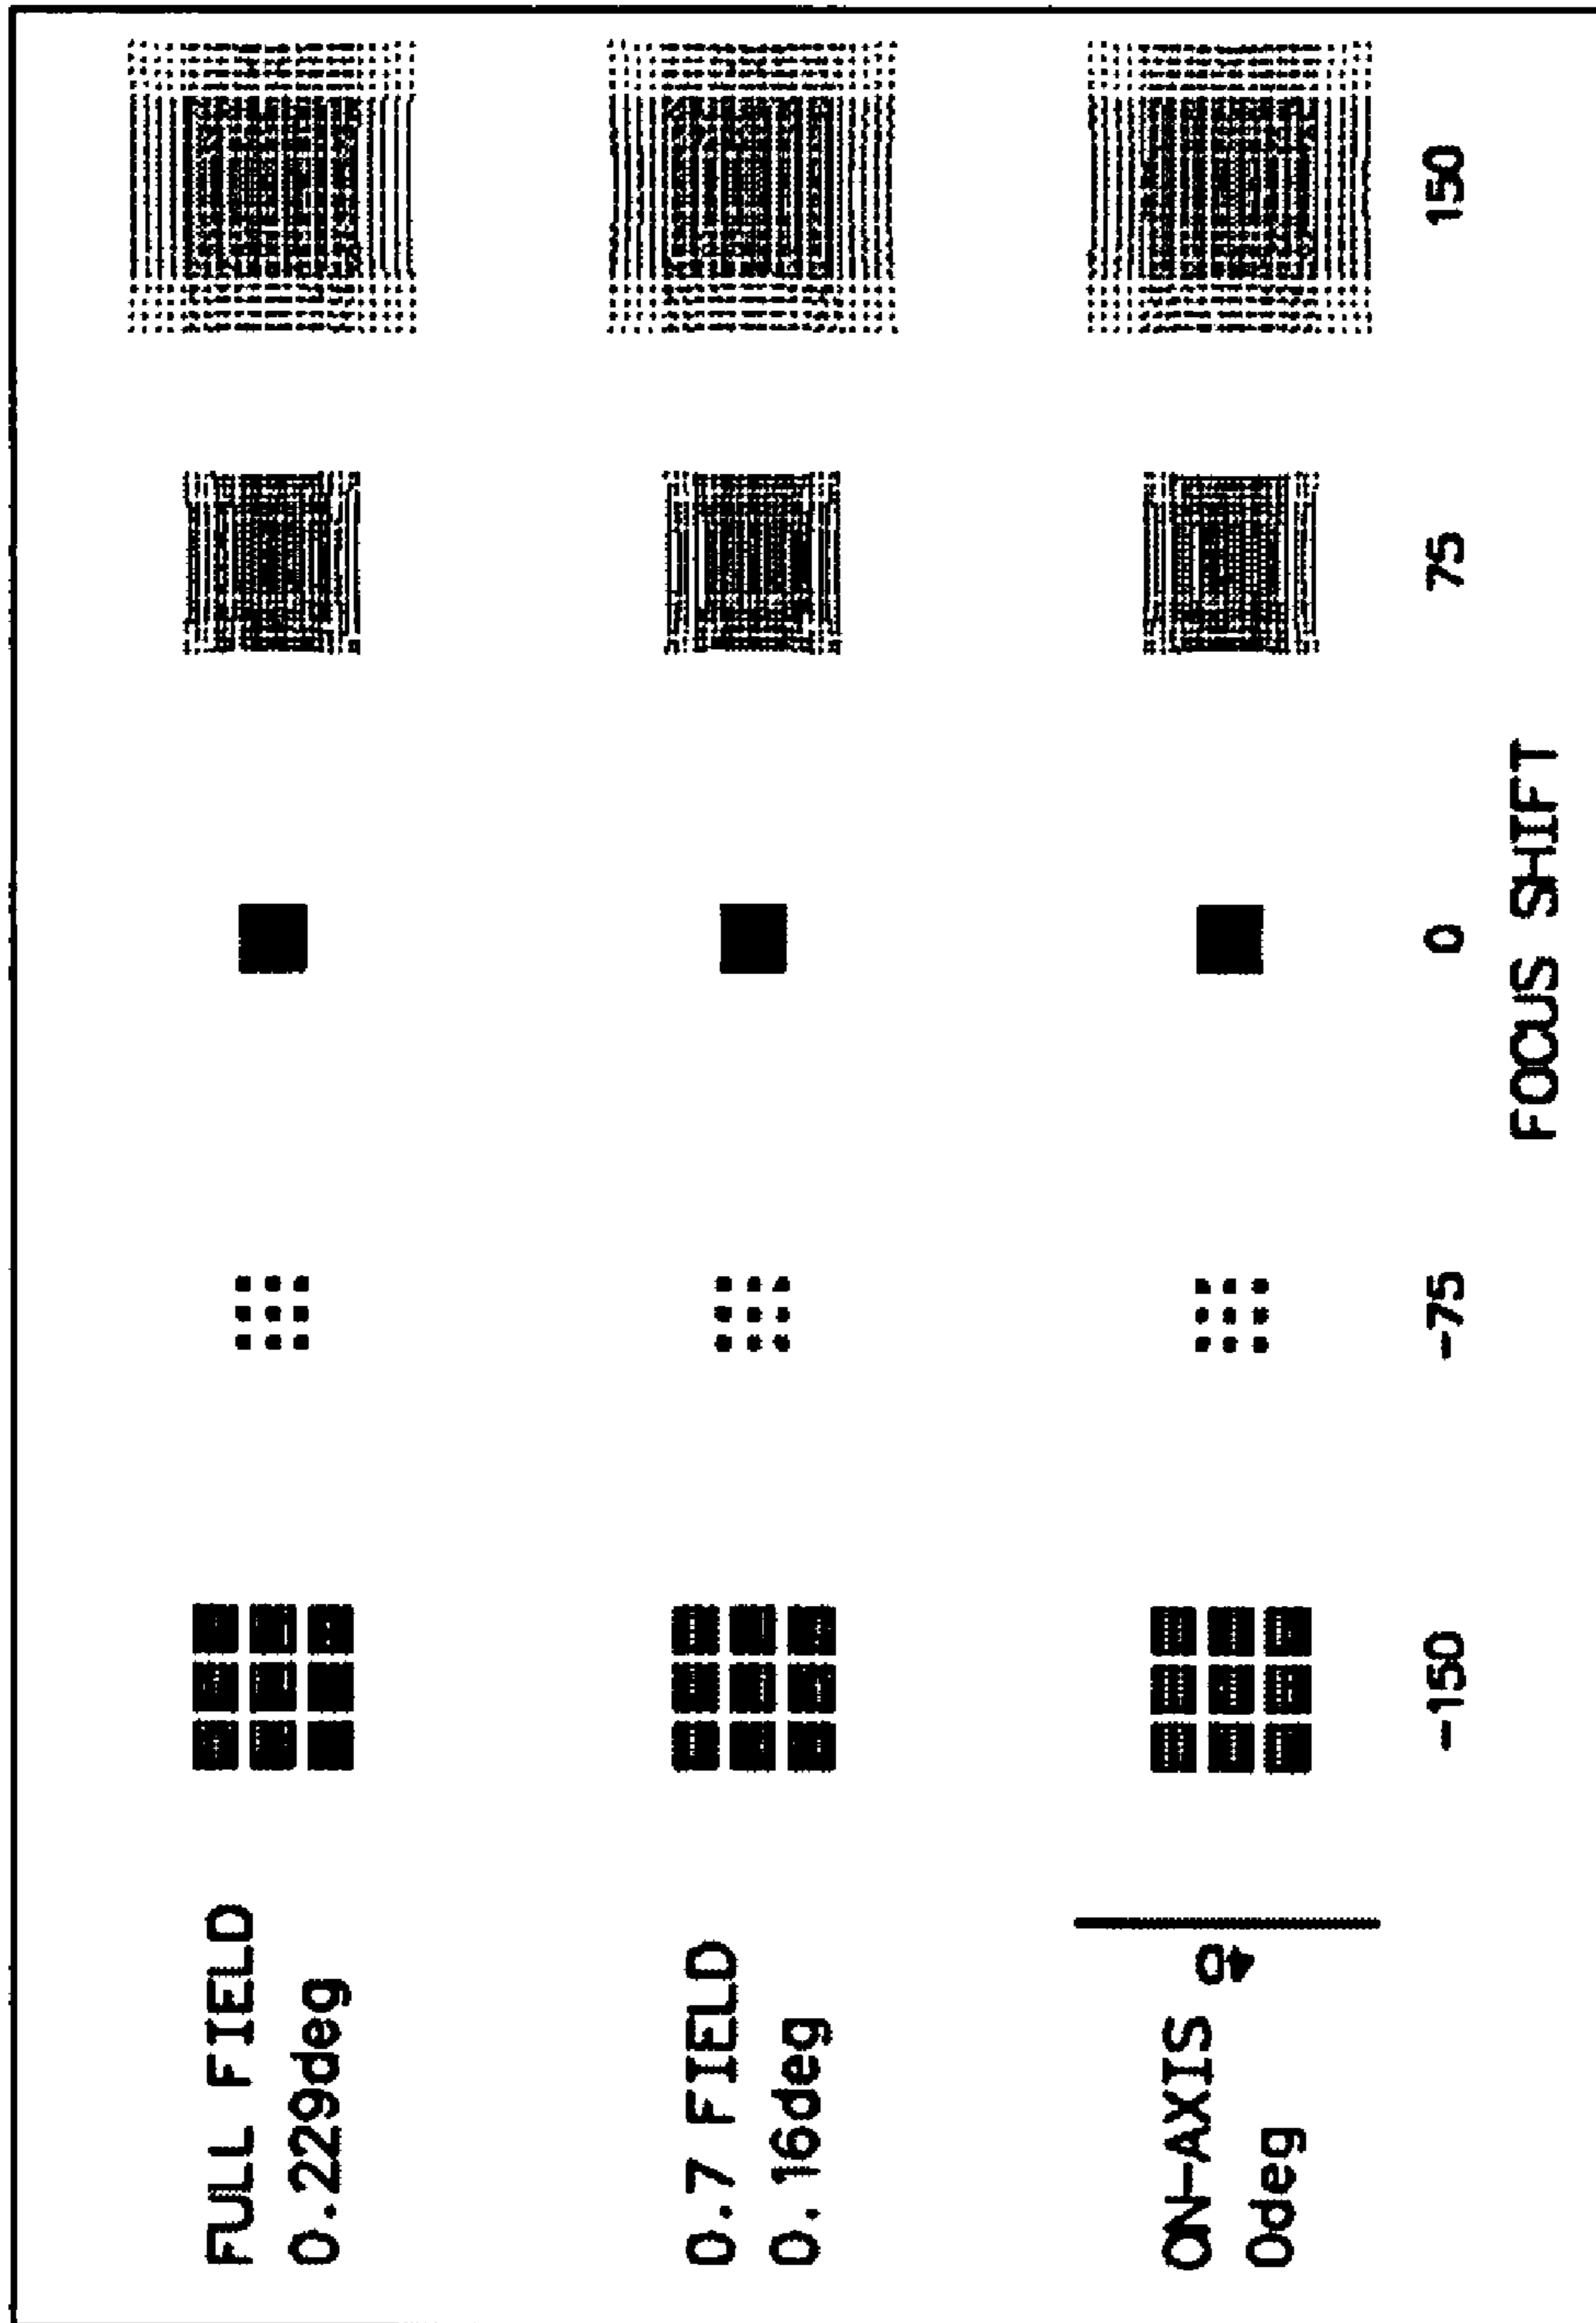 FULL FIELD
0.229deg
0.7 FIELD
0.16deg
ON-AXIS
0deg
-150
-75
0
75
150
FOCUS SHIFT